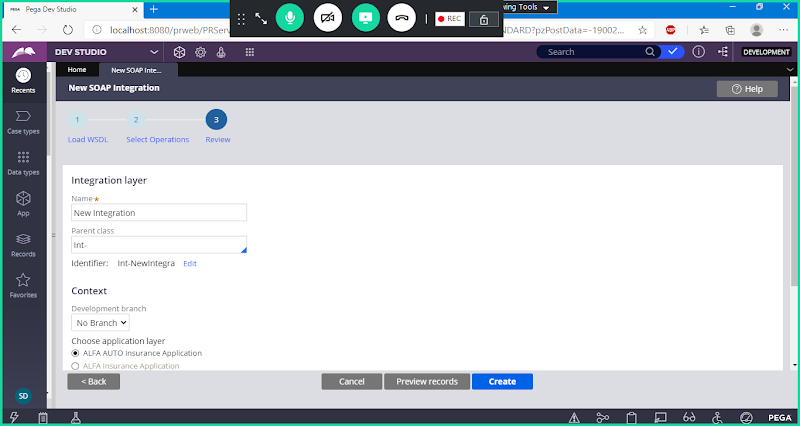 PEGA Pega Dev Studio
wing Tools
REC
localhost:8080/prweb/PRSer
NDARD?pzPostData=-19002...
DEV STUDIO
Search
DEVELOPMENT
Recents
Home
New SOAP Inte...
New SOAP Integration
Help
1
2
3
Load WSDL
Select Operations
Review
Case types
Data types
App
Records
Favorites
SD
Integration layer
Name*
New Integration
Parent class
Int-
Identifier: Int-NewIntegra Edit
Context
Development branch
No Branch
Choose application layer
ALFA AUTO Insurance Application
ALFA Insurance Application
< Back
Cancel
Preview records
Create
PEGA